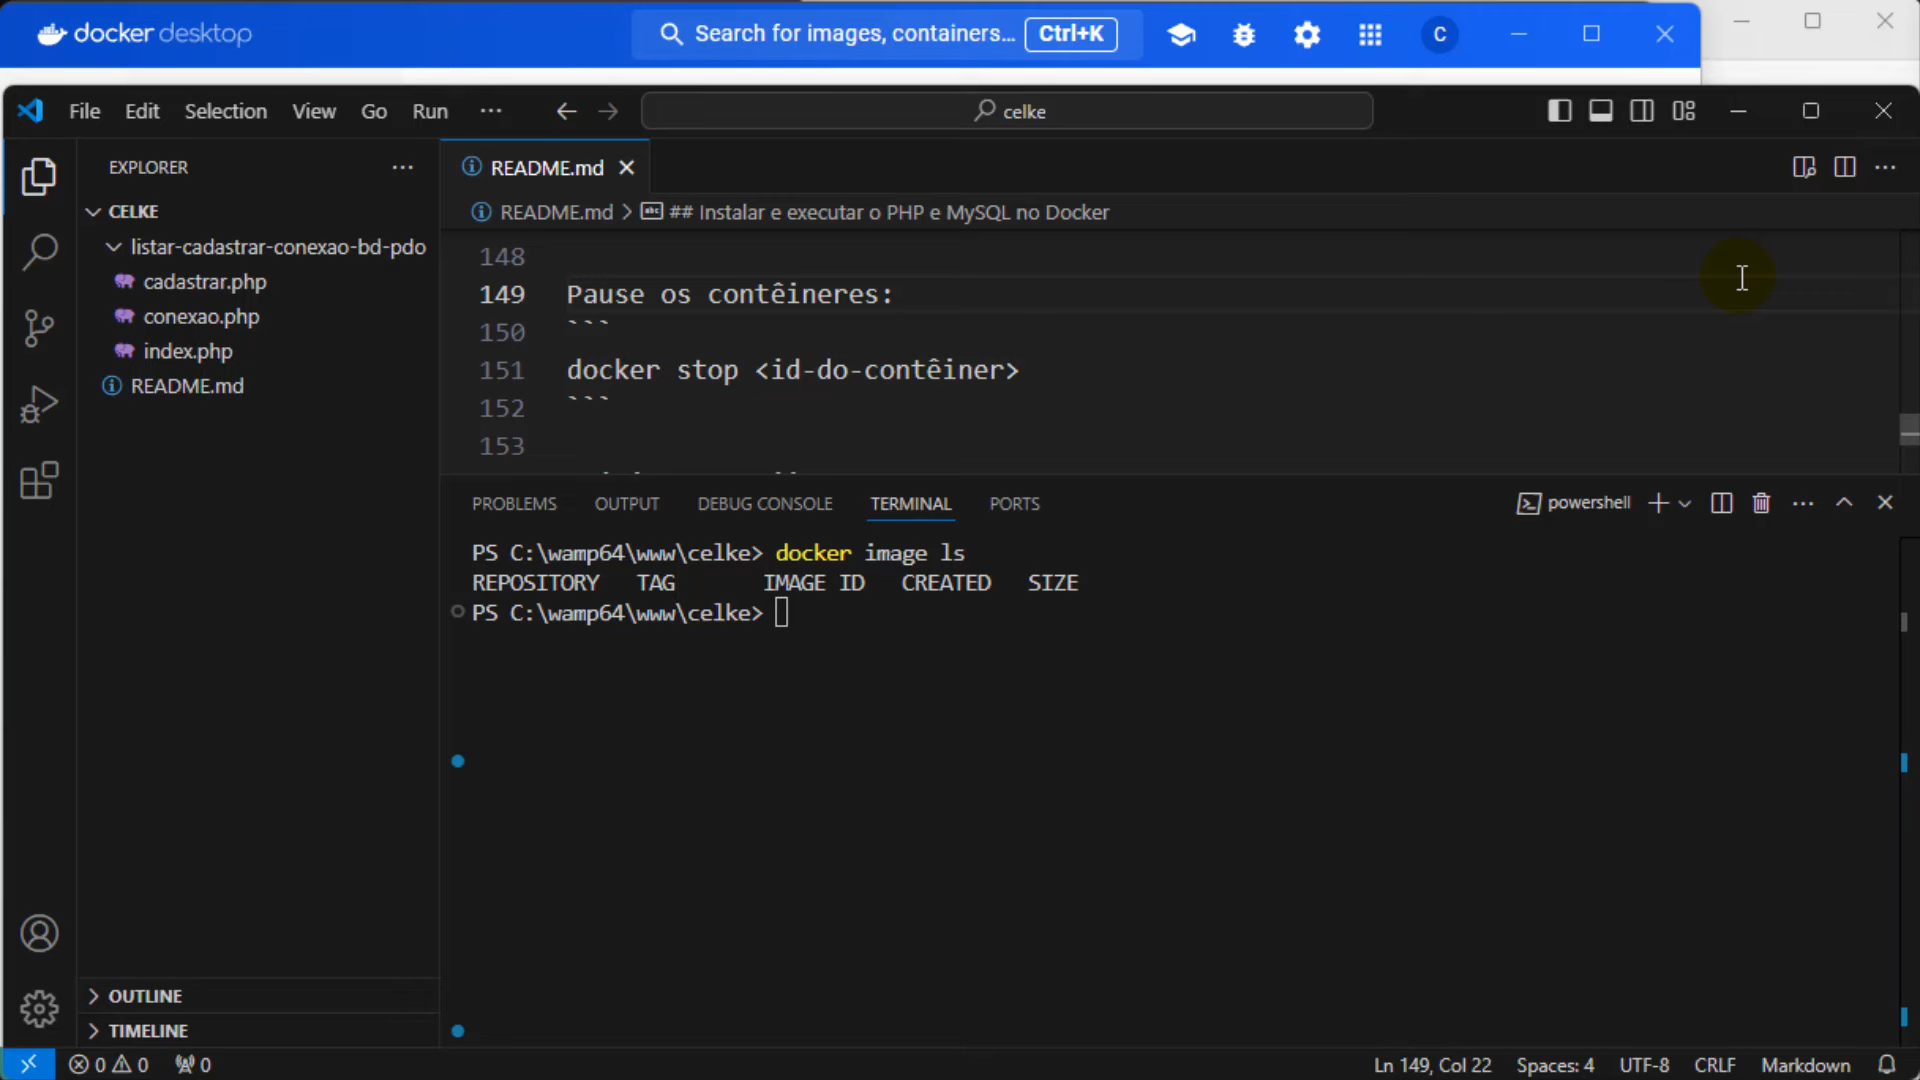 docker desktop
Search for images, containers... Ctrl+K
C
File Edit Selection View Go Run ...
celke
EXPLORER
CELKE
listar-cadastrar-conexao-bd-pdo
cadastrar.php
conexao.php
index.php
README.md
OUTLINE
TIMELINE
README.md
README.md > ## Instalar e executar o PHP e MySQL no Docker
148
149 Pause os contêineres:
150 ```
151 docker stop <id-do-contêiner>
152 ```
153
PROBLEMS OUTPUT DEBUG CONSOLE TERMINAL PORTS
powershell
PS C:\wamp64\www\celke> docker image ls
REPOSITORY TAG IMAGE ID CREATED SIZE
PS C:\wamp64\www\celke>
0 0 0
Ln 149, Col 22 Spaces: 4 UTF-8 CRLF Markdown